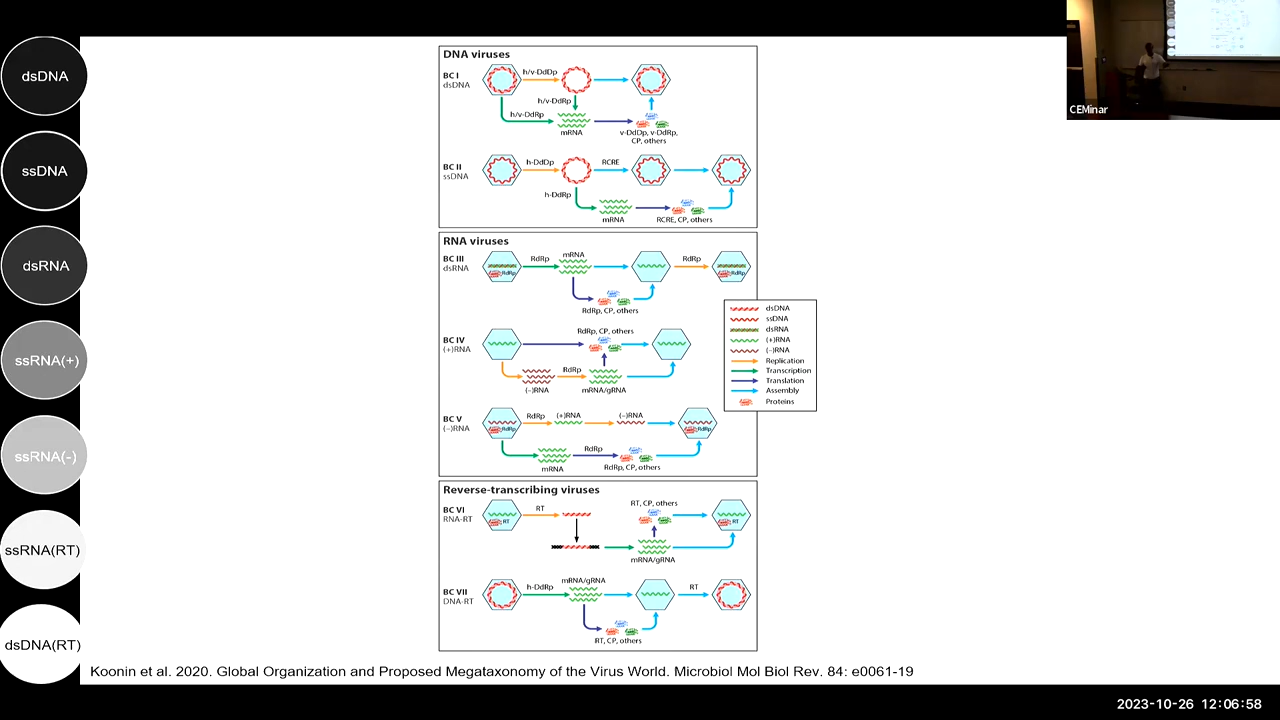 dsDNA
ssDNA
dsRNA
ssRNA(+)
ssRNA(-)
ssRNA(RT)
dsDNA(RT)
DNA viruses
BC I
dsDNA
h/v-DdDp
h/v-DdRp
h/v-DdRp
mRNA
v-DdDp, v-DdRp,
CP, others
BC II
ssDNA
h-DdDp
RCRE
h-DdRp
mRNA
RCRE, CP, others
RNA viruses
BC III
dsRNA
RdRp
RdRp
mRNA
RdRp
RdRp
RdRp, CP, others
BC IV
(+)RNA
RdRp, CP, others
RdRp
(–)RNA
mRNA/gRNA
BC V
(–)RNA
RdRp
RdRp
(+)RNA
(–)RNA
RdRp
RdRp
mRNA
RdRp, CP, others
Reverse-transcribing viruses
BC VI
RNA-RT
RT
RT
RT, CP, others
RT
mRNA/gRNA
BC VII
DNA-RT
h-DdRp
mRNA/gRNA
RT
RT, CP, others
dsDNA
ssDNA
dsRNA
(+)RNA
(–)RNA
Replication
Transcription
Translation
Assembly
Proteins
Koonin et al. 2020. Global Organization and Proposed Megataxonomy of the Virus World. Microbiol Mol Biol Rev. 84: e0061-19
CEMinar
2023-10-26 12:06:58